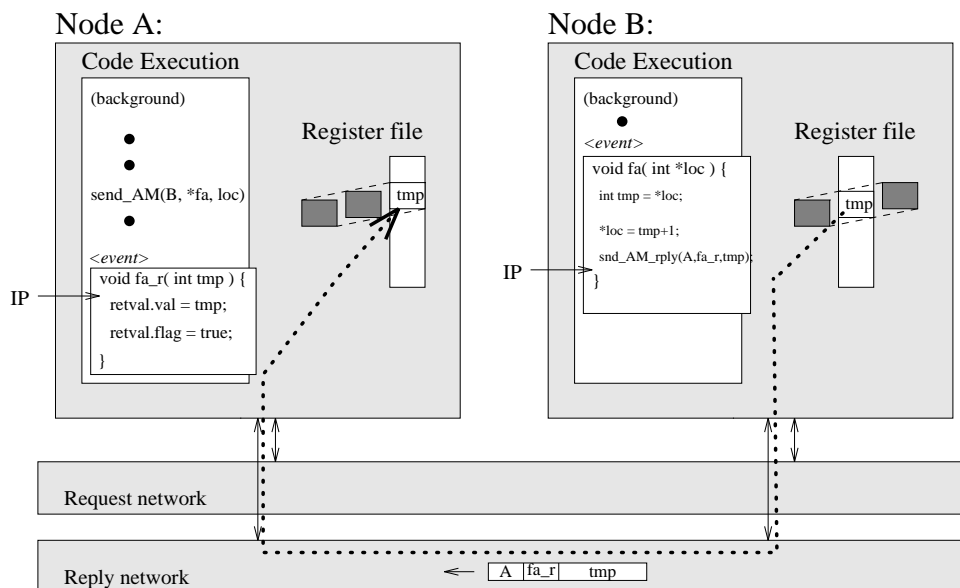 Node A:
Code Execution
(background)
send_AM(B, *fa, loc)
<event>
void fa_r( int tmp ) {
retval.val = tmp;
retval.flag = true;
}
IP
Register file
tmp
Node B:
Code Execution
(background)
<event>
void fa( int *loc ) {
int tmp = *loc;
*loc = tmp+1;
snd_AM_rply(A,fa_r,tmp);
}
IP
Register file
tmp
Request network
Reply network
A fa_r tmp